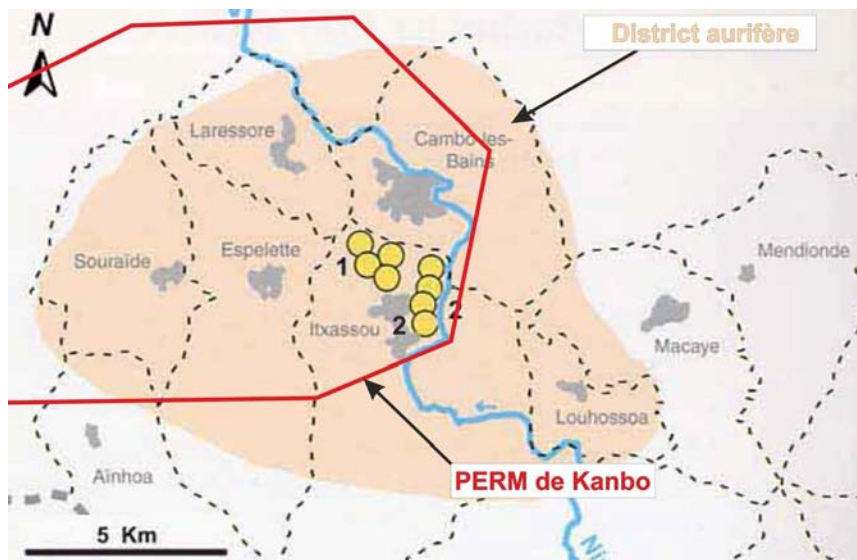 N
District aurifère
Laressore
Cambo-les-
Bains
Souraïde
Espelette
Mendionde
1
2
Itxassou
2
Macaye
Louhossoa
Aïnhoa
PERM de Kanbo
5 Km